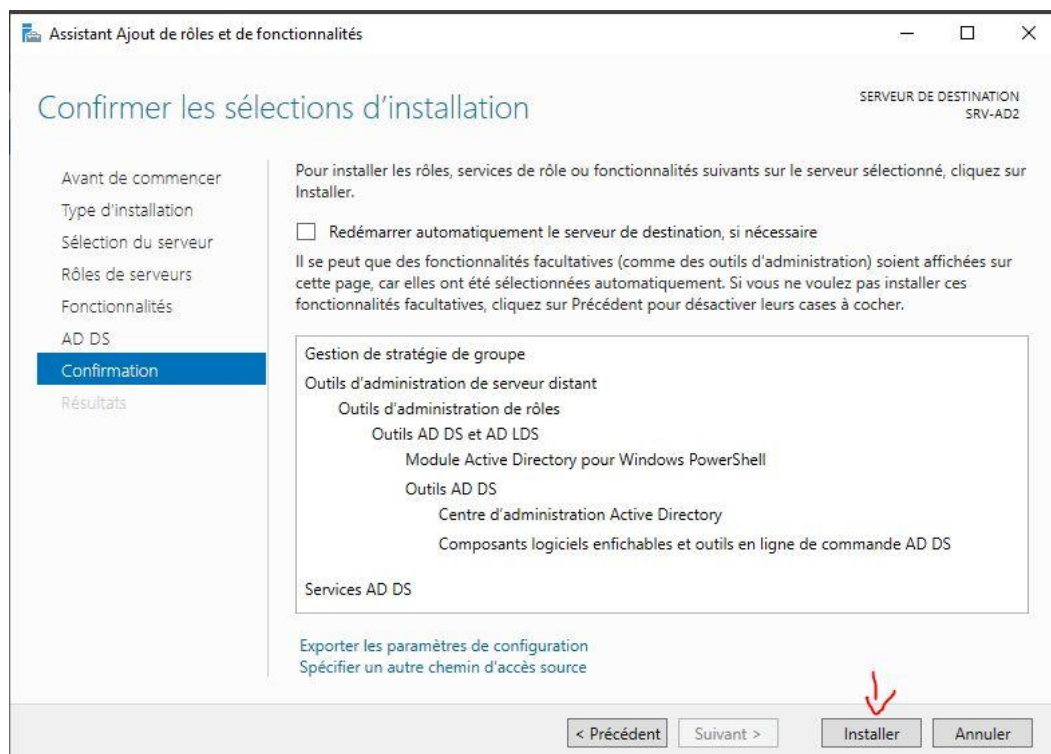 Assistant Ajout de rôles et de fonctionnalités
Confirmer les sélections d'installation
SERVEUR DE DESTINATION
SRV-AD2
Avant de commencer
Type d'installation
Sélection du serveur
Rôles de serveurs
Fonctionnalités
AD DS
Confirmation
Résultats
Pour installer les rôles, services de rôle ou fonctionnalités suivants sur le serveur sélectionné, cliquez sur
Installer.
Redémarrer automatiquement le serveur de destination, si nécessaire
Il se peut que des fonctionnalités facultatives (comme des outils d'administration) soient affichées sur
cette page, car elles ont été sélectionnées automatiquement. Si vous ne voulez pas installer ces
fonctionnalités facultatives, cliquez sur Précédent pour désactiver leurs cases à cocher.
Gestion de stratégie de groupe
Outils d'administration de serveur distant
Outils d'administration de rôles
Outils AD DS et AD LDS
Module Active Directory pour Windows PowerShell
Outils AD DS
Centre d'administration Active Directory
Composants logiciels enfichables et outils en ligne de commande AD DS
Services AD DS
Exporter les paramètres de configuration
Spécifier un autre chemin d'accès source
< Précédent Suivant > Installer Annuler